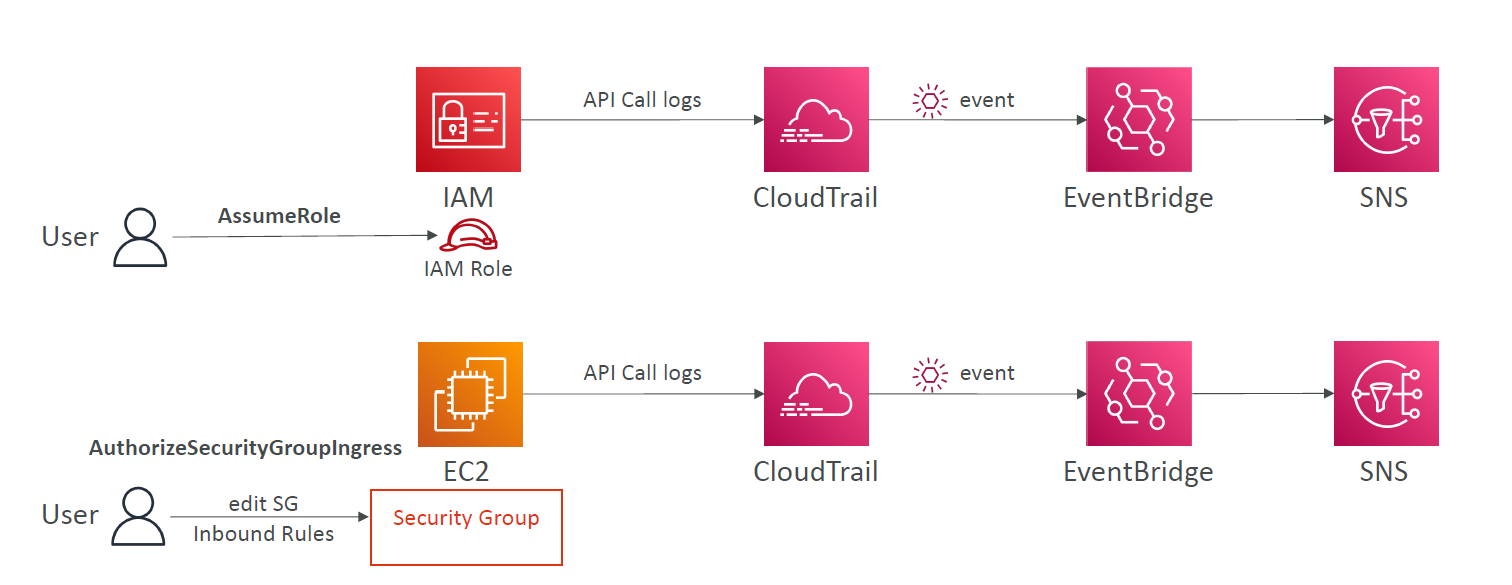 API Call logs
event
IAM
CloudTrail
EventBridge
SNS
User
AssumeRole
IAM Role
API Call logs
event
AuthorizeSecurityGroupIngress
EC2
CloudTrail
EventBridge
SNS
User
edit SG
Inbound Rules
Security Group